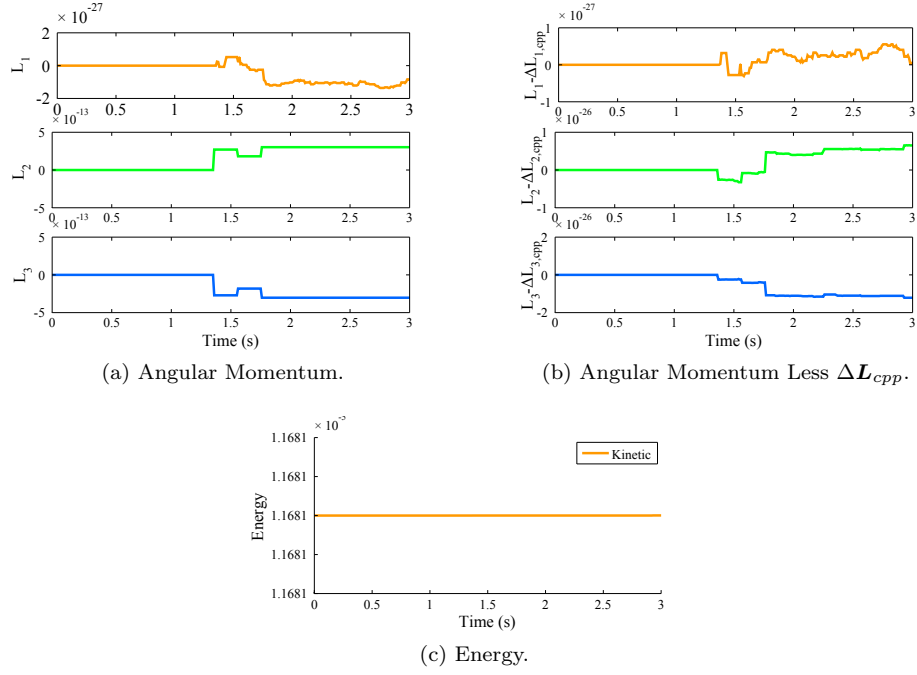 × 10⁻²⁷
2
0
-2
L₁
0 0.5 1 1.5 2 2.5 3
× 10⁻¹³
5
0
-5
L₂
0 0.5 1 1.5 2 2.5 3
× 10⁻¹³
5
0
-5
L₃
0 0.5 1 1.5 2 2.5 3
Time (s)
(a) Angular Momentum.
× 10⁻²⁷
1
0
-1
L₁-ΔL₁,cpp
0 0.5 1 1.5 2 2.5 3
× 10⁻²⁶
1
0
-1
L₂-ΔL₂,cpp
0 0.5 1 1.5 2 2.5 3
× 10⁻²⁶
2
0
-2
L₃-ΔL₃,cpp
0 0.5 1 1.5 2 2.5 3
Time (s)
(b) Angular Momentum Less ΔL_cpp.
1.1681
1.1681
1.1681
1.1681
1.1681
Energy
Kinetic
0 0.5 1 1.5 2 2.5 3
Time (s)
(c) Energy.